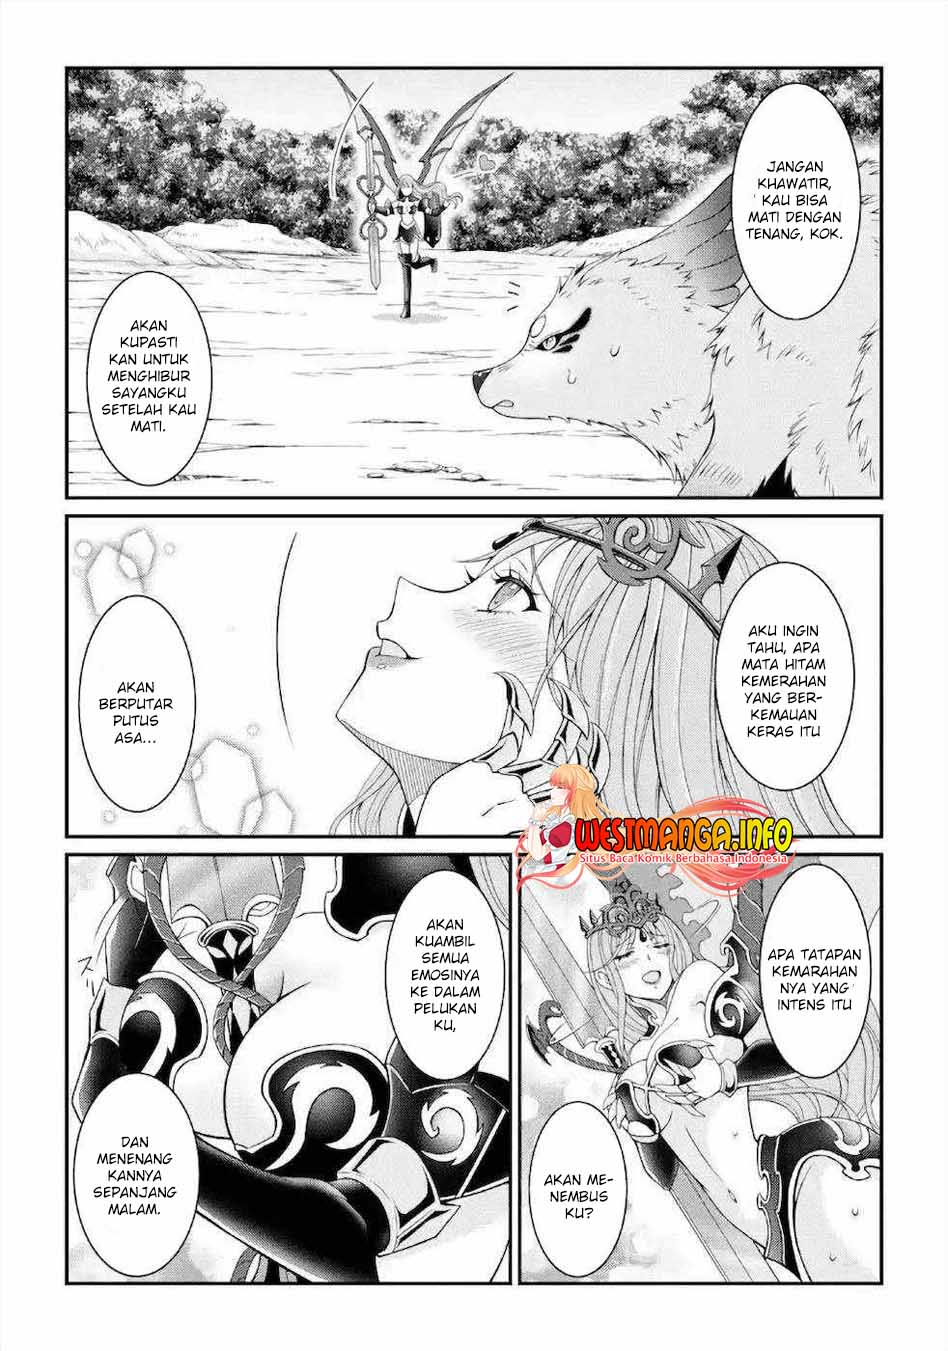 JANGAN
KHAWATIR,
KAU BISA
MATI DENGAN
TENANG, KOK.
AKAN
KUPASTI
KAN UNTUK
MENGHIBUR
SAYANGKU
SETELAH KAU
MATI.
AKU INGIN
TAHU, APA
MATA HITAM
KEMERAHAN
YANG BER-
KEMAUAN
KERAS ITU
AKAN
BERPUTAR
PUTUS
ASA...
WESTMANGA.INFO
Situs Baca Komik Berbahasa Indonesia
APA TATAPAN
KEMARAHAN
NYA YANG
INTENS ITU
AKAN ME-
NEMBUS
KU?
AKAN
KUAMBIL
SEMUA
EMOSINYA
KE DALAM
PELUKAN
KU,
DAN
MENENANG
KANNYA
SEPANJANG
MALAM.